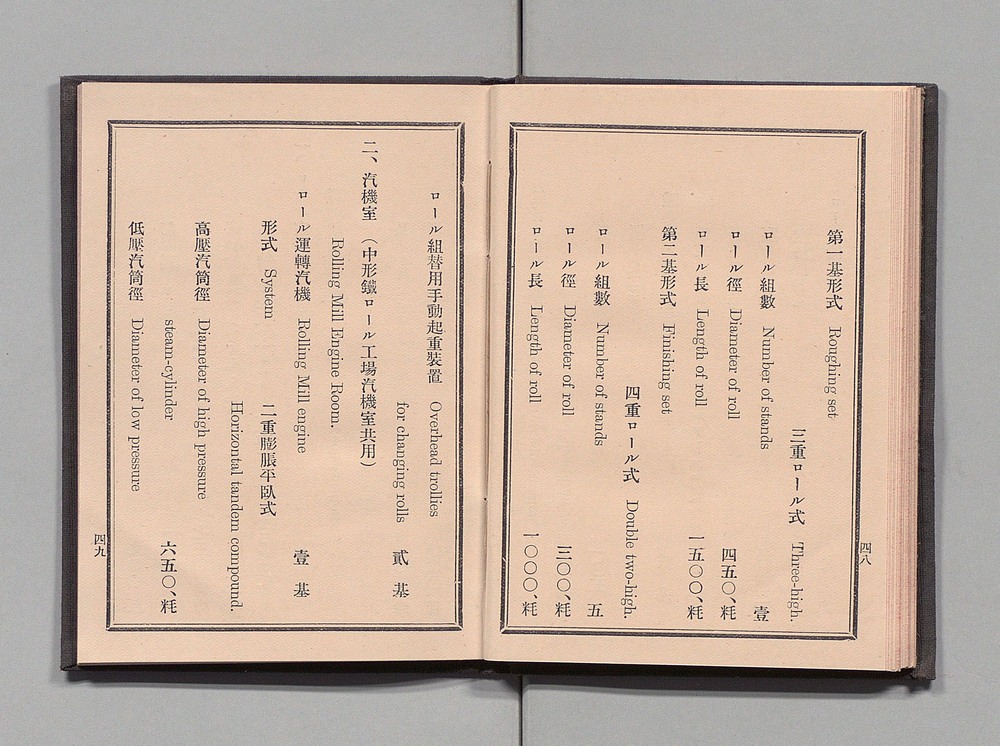 第一基形式 Roughing set
三重ロール式 Three-high.
ロール組數 Number of stands 壹
ロール徑 Diameter of roll 四五〇、粍
ロール長 Length of roll 一五〇〇、粍
第二基形式 Finishing set
四重ロール式 Double two-high.
ロール組數 Number of stands 五
ロール徑 Diameter of roll 三〇〇、粍
ロール長 Length of roll 一〇〇〇、粍
四八
ロール組替用手動起重裝置 Overhead trollies
for changing rolls 貳基
二、汽機室 (中形鐵ロール工場汽機室共用)
Rolling Mill Engine Room.
ロール運轉汽機 Rolling Mill engine 壹基
形式 System 二重膨脹平臥式
Horizontal tandem compound.
高壓汽筒徑 Diameter of high pressure
steam-cylinder 六五〇、粍
低壓汽筒徑 Diameter of low pressure
四九